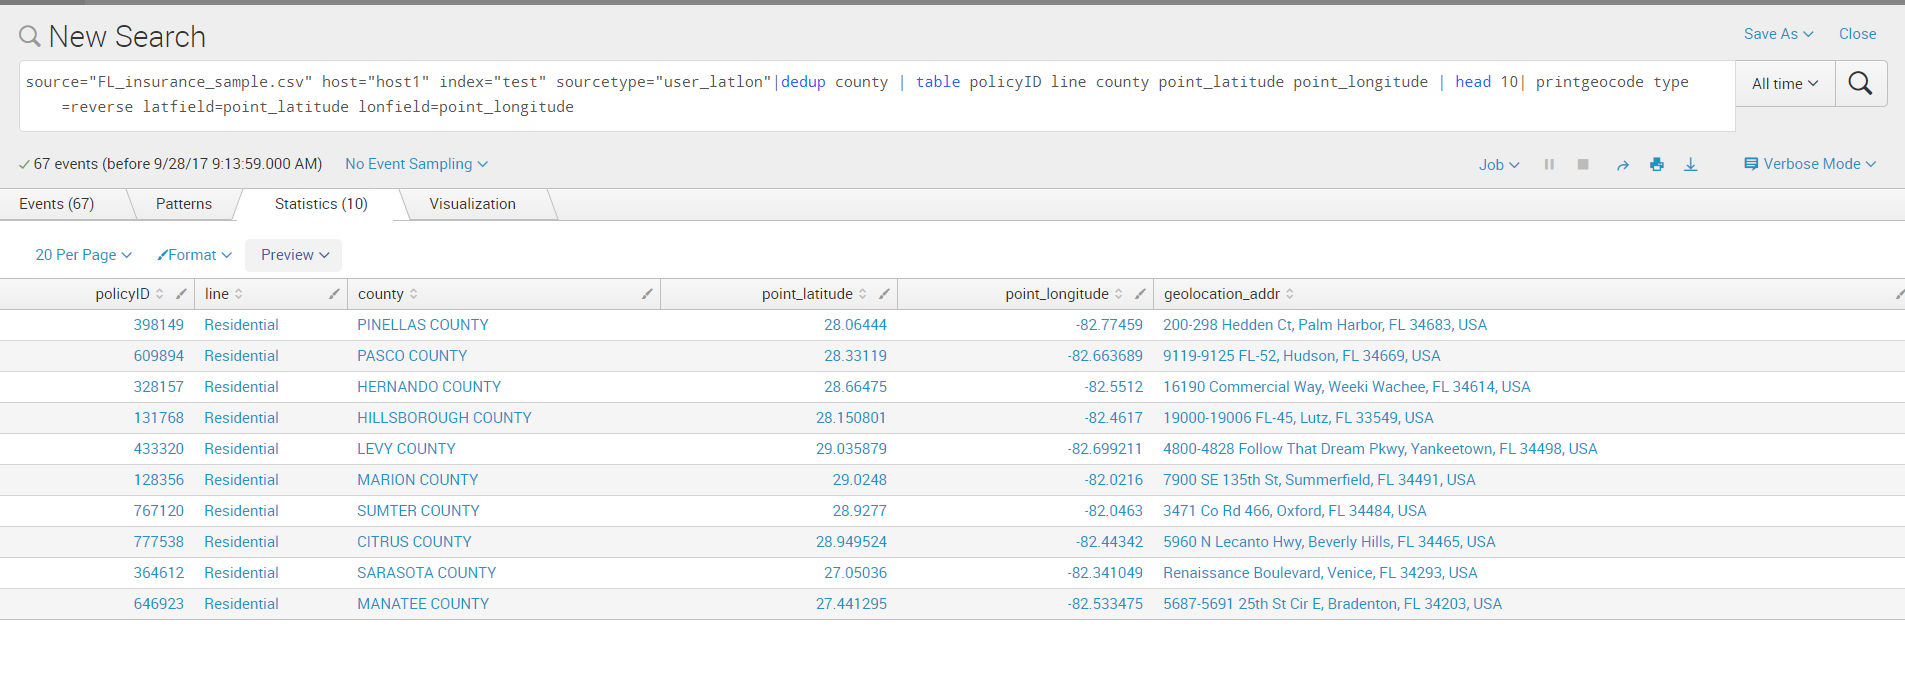 New Search
Save As Close
source="FL_insurance_sample.csv" host="host1" index="test" sourcetype="user_latlon"|dedup county | table policyID line county point_latitude point_longitude | head 10| printgeocode type
=reverse latfield=point_latitude lonfield=point_longitude
All time
67 events (before 9/28/17 9:13:59.000 AM) No Event Sampling Job Verbose Mode
Events (67) Patterns Statistics (10) Visualization
20 Per Page Format Preview
policyID line county point_latitude point_longitude geolocation_addr
398149 Residential PINELLAS COUNTY 28.06444 -82.77459 200-298 Hedden Ct, Palm Harbor, FL 34683, USA
609894 Residential PASCO COUNTY 28.33119 -82.663689 9119-9125 FL-52, Hudson, FL 34669, USA
328157 Residential HERNANDO COUNTY 28.66475 -82.5512 16190 Commercial Way, Weeki Wachee, FL 34614, USA
131768 Residential HILLSBOROUGH COUNTY 28.150801 -82.4617 19000-19006 FL-45, Lutz, FL 33549, USA
433320 Residential LEVY COUNTY 29.035879 -82.699211 4800-4828 Follow That Dream Pkwy, Yankeetown, FL 34498, USA
128356 Residential MARION COUNTY 29.0248 -82.0216 7900 SE 135th St, Summerfield, FL 34491, USA
767120 Residential SUMTER COUNTY 28.9277 -82.0463 3471 Co Rd 466, Oxford, FL 34484, USA
777538 Residential CITRUS COUNTY 28.949524 -82.44342 5960 N Lecanto Hwy, Beverly Hills, FL 34465, USA
364612 Residential SARASOTA COUNTY 27.05036 -82.341049 Renaissance Boulevard, Venice, FL 34293, USA
646923 Residential MANATEE COUNTY 27.441295 -82.533475 5687-5691 25th St Cir E, Bradenton, FL 34203, USA